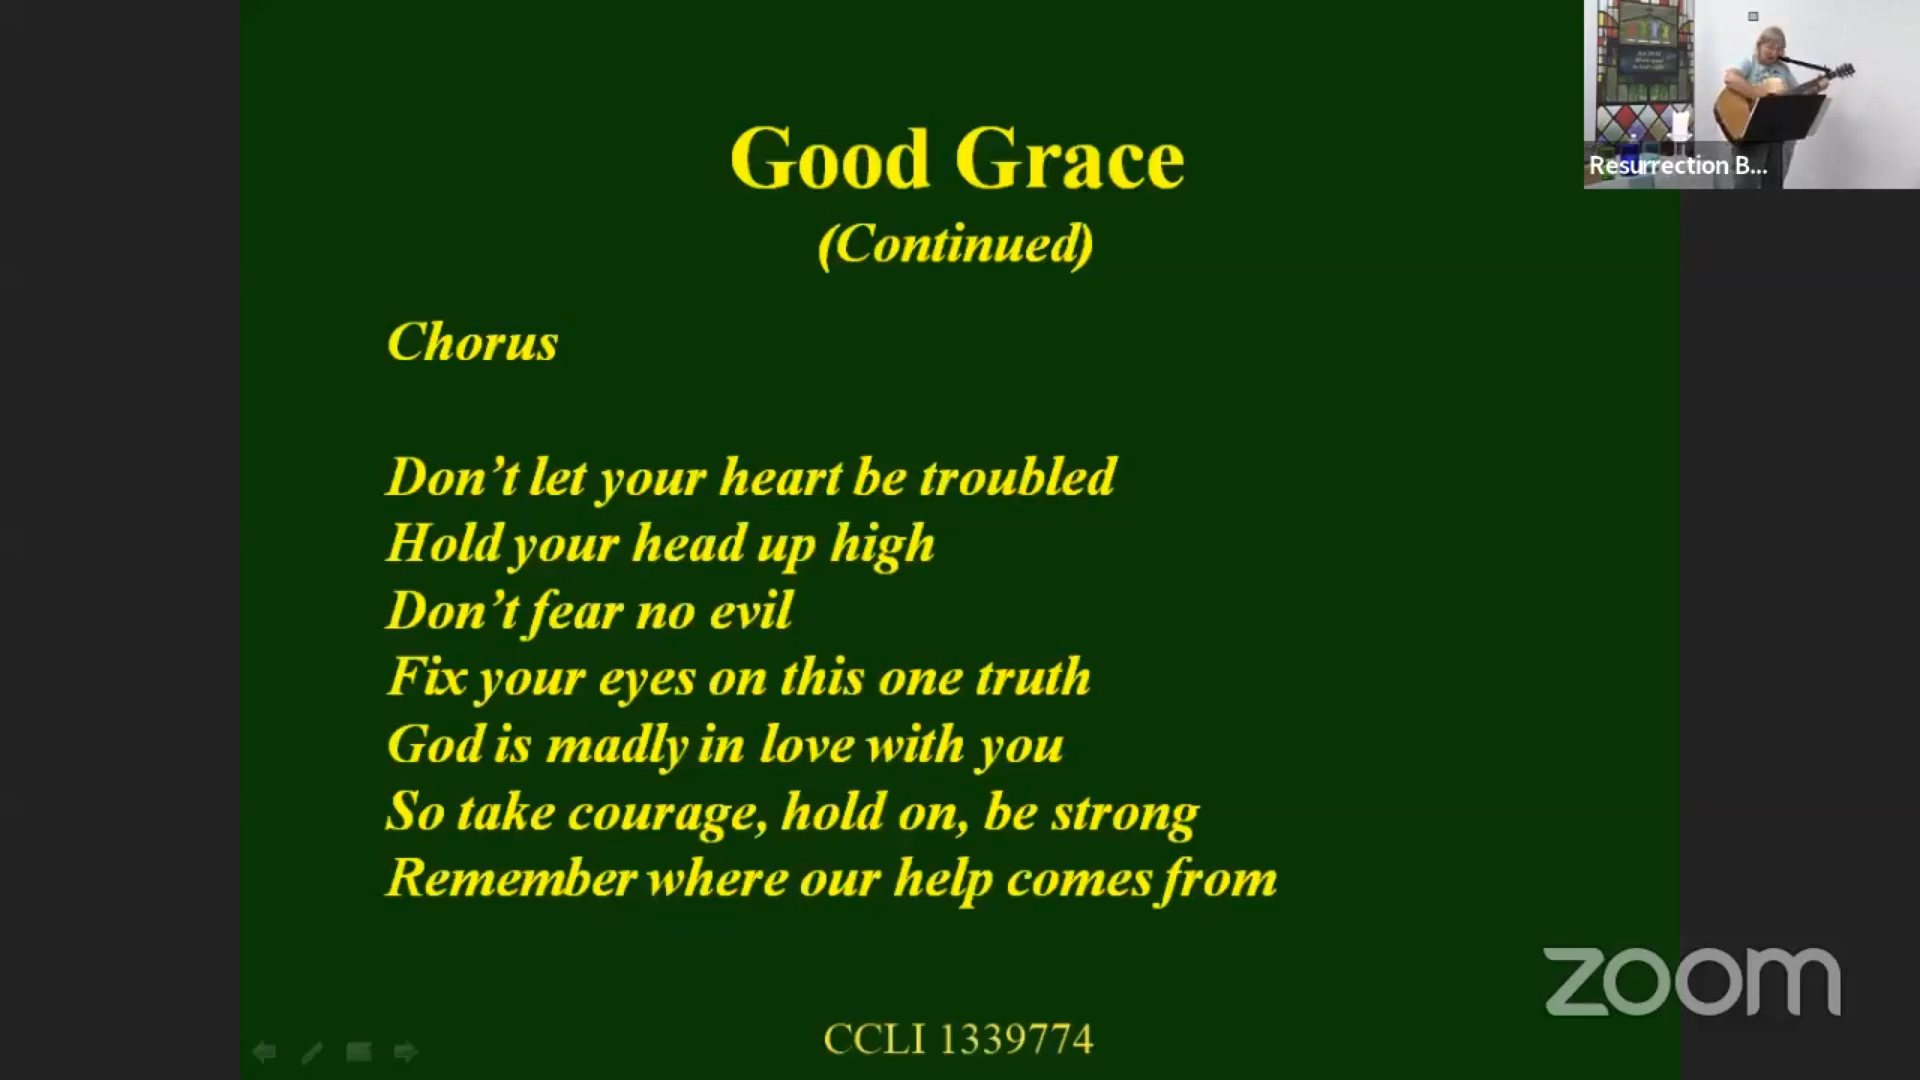 Good Grace
(Continued)
Chorus
Don’t let your heart be troubled
Hold your head up high
Don’t fear no evil
Fix your eyes on this one truth
God is madly in love with you
So take courage, hold on, be strong
Remember where our help comes from
CCLI 1339774
Resurrection B...
zoom